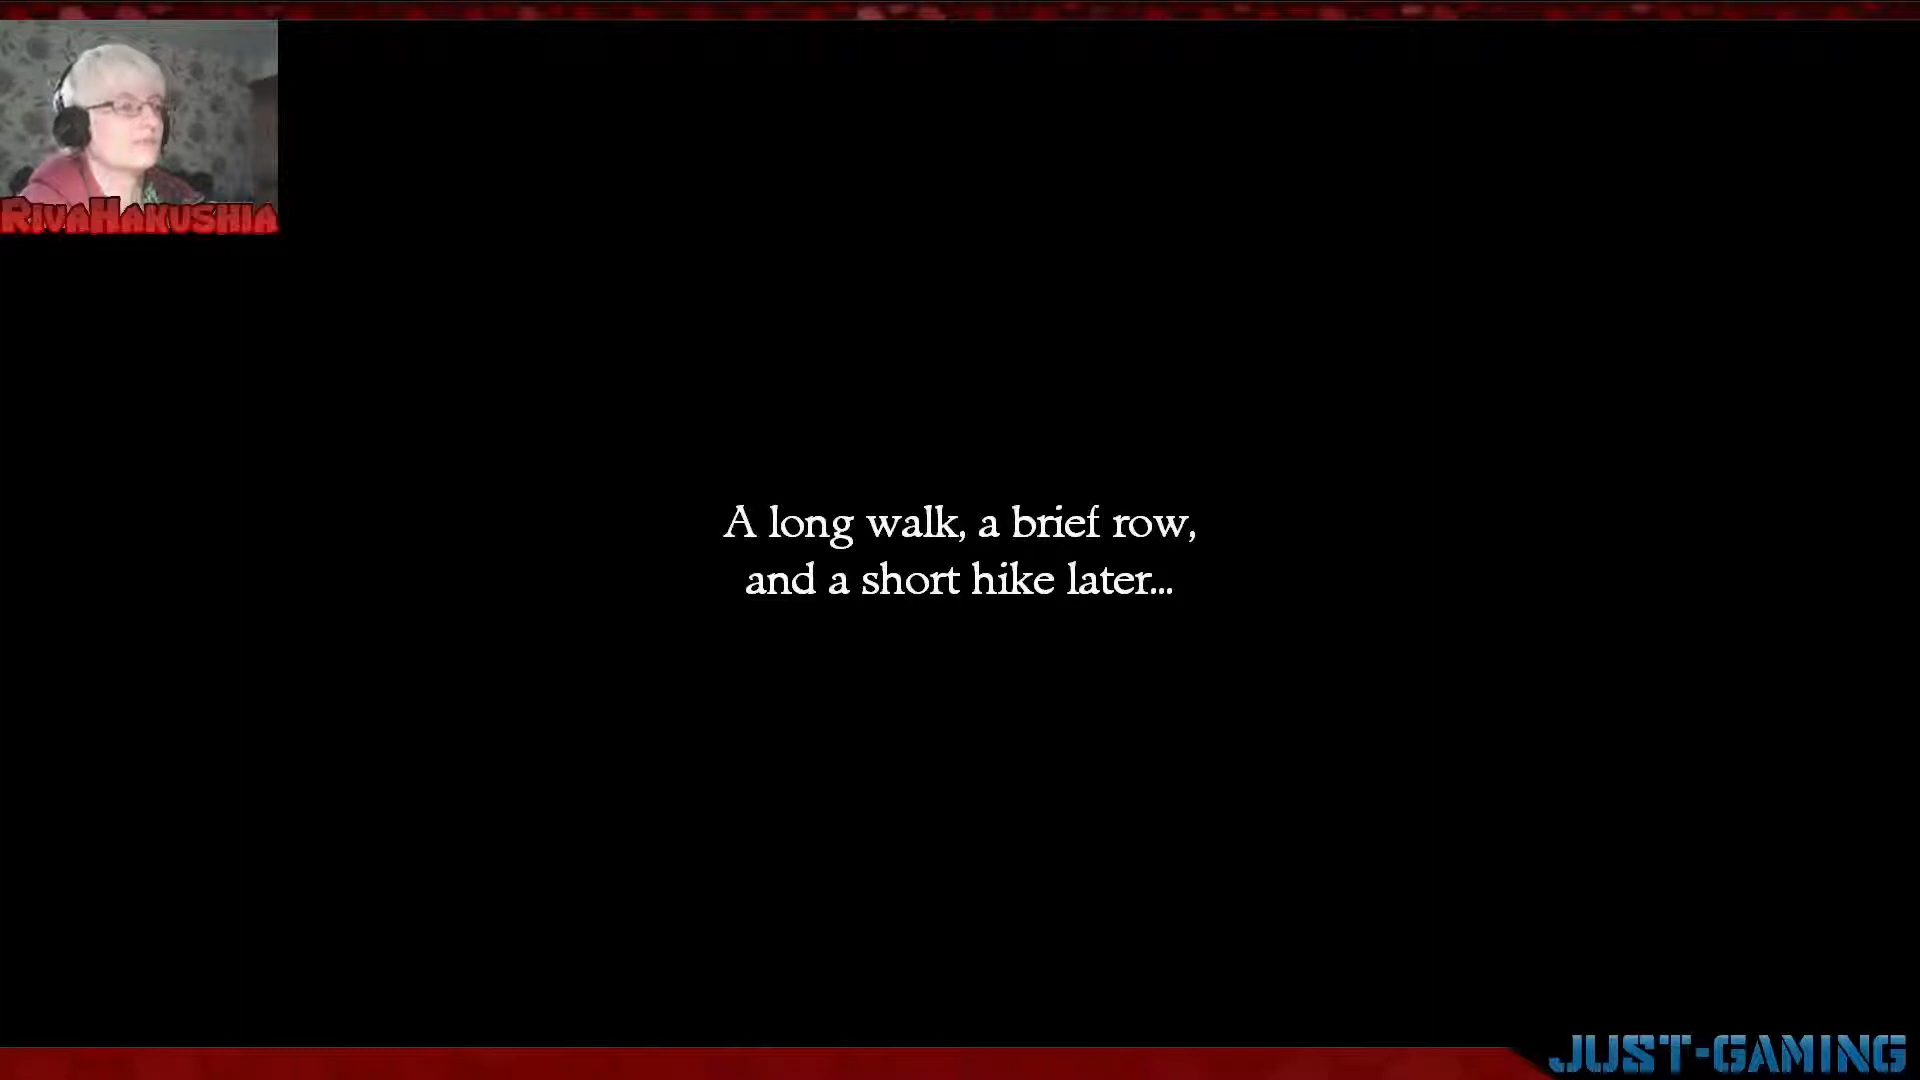 RIVAHAKUSHIA
A long walk, a brief row,
and a short hike later...
JUST-GAMING